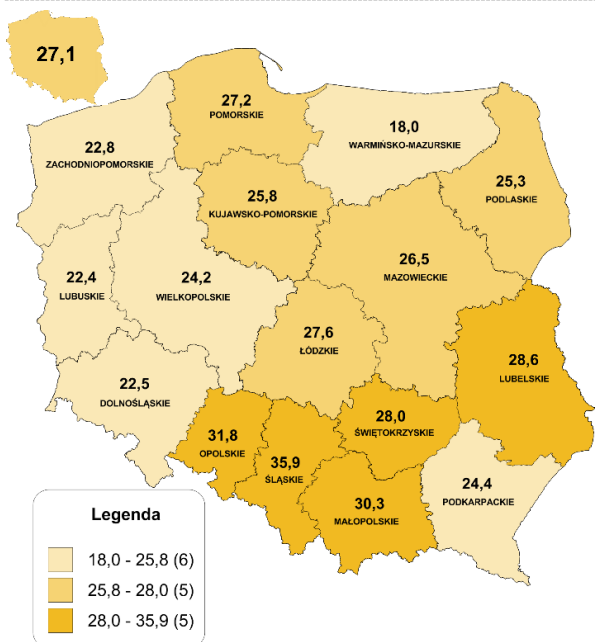 27,1
27,2
POMORSKIE
18,0
WARMIŃSKO-MAZURSKIE
22,8
ZACHODNIOPOMORSKIE
25,3
PODLASKIE
25,8
KUJAWSKO-POMORSKIE
26,5
MAZOWIECKIE
22,4
LUBUSKIE
24,2
WIELKOPOLSKIE
27,6
ŁÓDZKIE
28,6
LUBELSKIE
22,5
DOLNOŚLĄSKIE
28,0
ŚWIĘTOKRZYSKIE
31,8
OPOLSKIE
35,9
ŚLĄSKIE
24,4
PODKARPACKIE
30,3
MAŁOPOLSKIE
Legenda
18,0 - 25,8 (6)
25,8 - 28,0 (5)
28,0 - 35,9 (5)